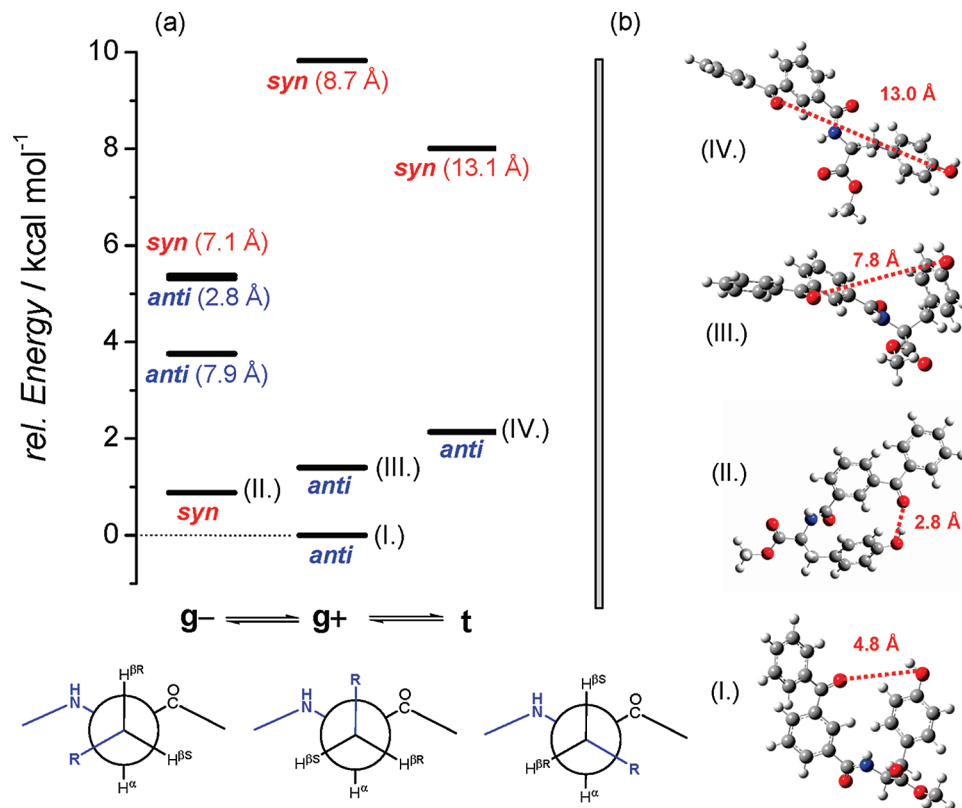 (a)
rel. Energy / kcal mol⁻¹
10
8
6
4
2
0
syn (8.7 Å)
syn (13.1 Å)
syn (7.1 Å)
anti (2.8 Å)
anti (7.9 Å)
(IV.)
anti
(III.)
anti
(II.)
syn
(I.)
anti
g− g+ t
H
N
HβR
O
R
HβS
Hα
H
N
R
O
HβS
HβR
Hα
H
N
HβS
O
HβR
R
Hα
(b)
13.0 Å
(IV.)
7.8 Å
(III.)
(II.)
2.8 Å
4.8 Å
(I.)